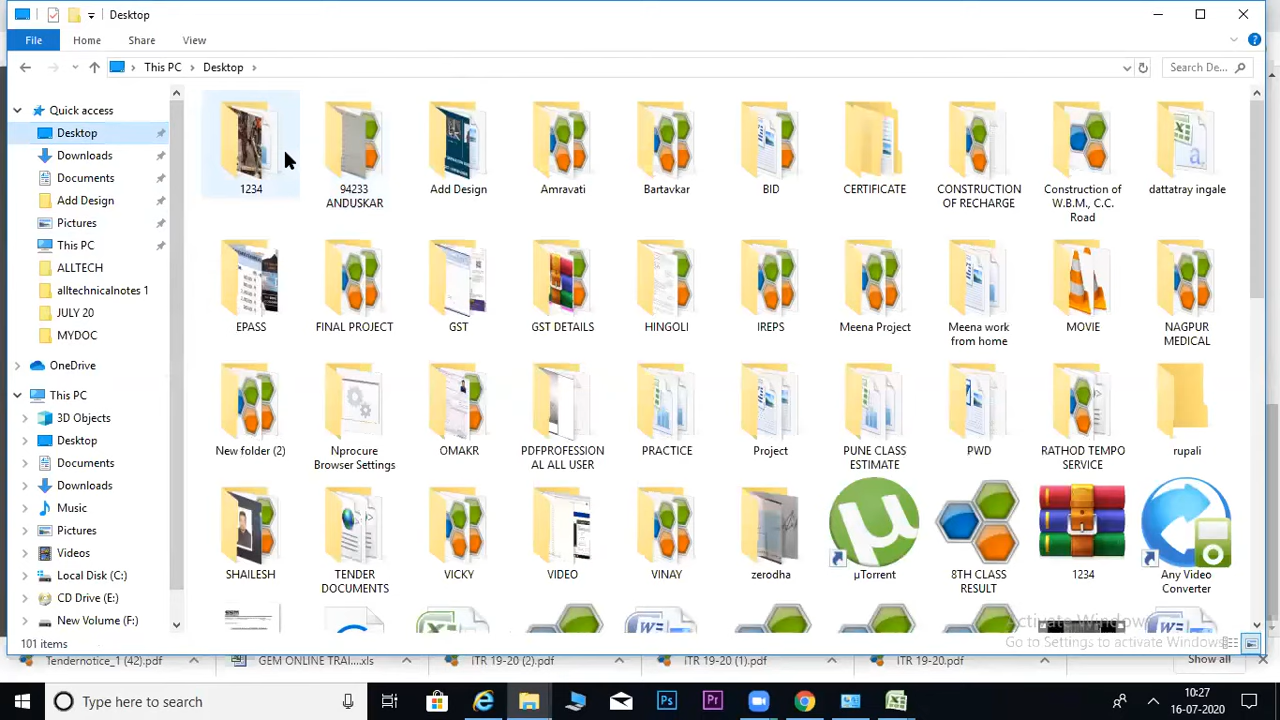 Desktop
File Home Share View
This PC Desktop
Search De...
Quick access
Desktop
Downloads
Documents
Add Design
Pictures
This PC
ALLTECH
alltechnicalnotes 1
JULY 20
MYDOC
OneDrive
This PC
3D Objects
Desktop
Documents
Downloads
Music
Pictures
Videos
Local Disk (C:)
CD Drive (E:)
New Volume (F:)
1234
94233
ANDUSKAR
Add Design
Amravati
Bartavkar
BID
CERTIFICATE
CONSTRUCTION
OF RECHARGE
Construction of
W.B.M., C.C.
Road
dattatray ingale
EPASS
FINAL PROJECT
GST
GST DETAILS
HINGOLI
IREPS
Meena Project
Meena work
from home
MOVIE
NAGPUR
MEDICAL
New folder (2)
Nprocure
Browser Settings
OMAKR
PDFPROFESSION
AL ALL USER
PRACTICE
Project
PUNE CLASS
ESTIMATE
PWD
RATHOD TEMPO
SERVICE
rupali
SHAILESH
TENDER
DOCUMENTS
VICKY
VIDEO
VINAY
zerodha
µTorrent
8TH CLASS
RESULT
1234
Any Video
Converter
SSM
Activate Windows
Go to Settings to activate Windows.
101 items
Tendernotice_1 (42).pdf
GEM ONLINE TRAI....xls
ITR 19-20 (2).pdf
ITR 19-20 (1).pdf
ITR 19-20.pdf
Show all
Type here to search
10:27
16-07-2020